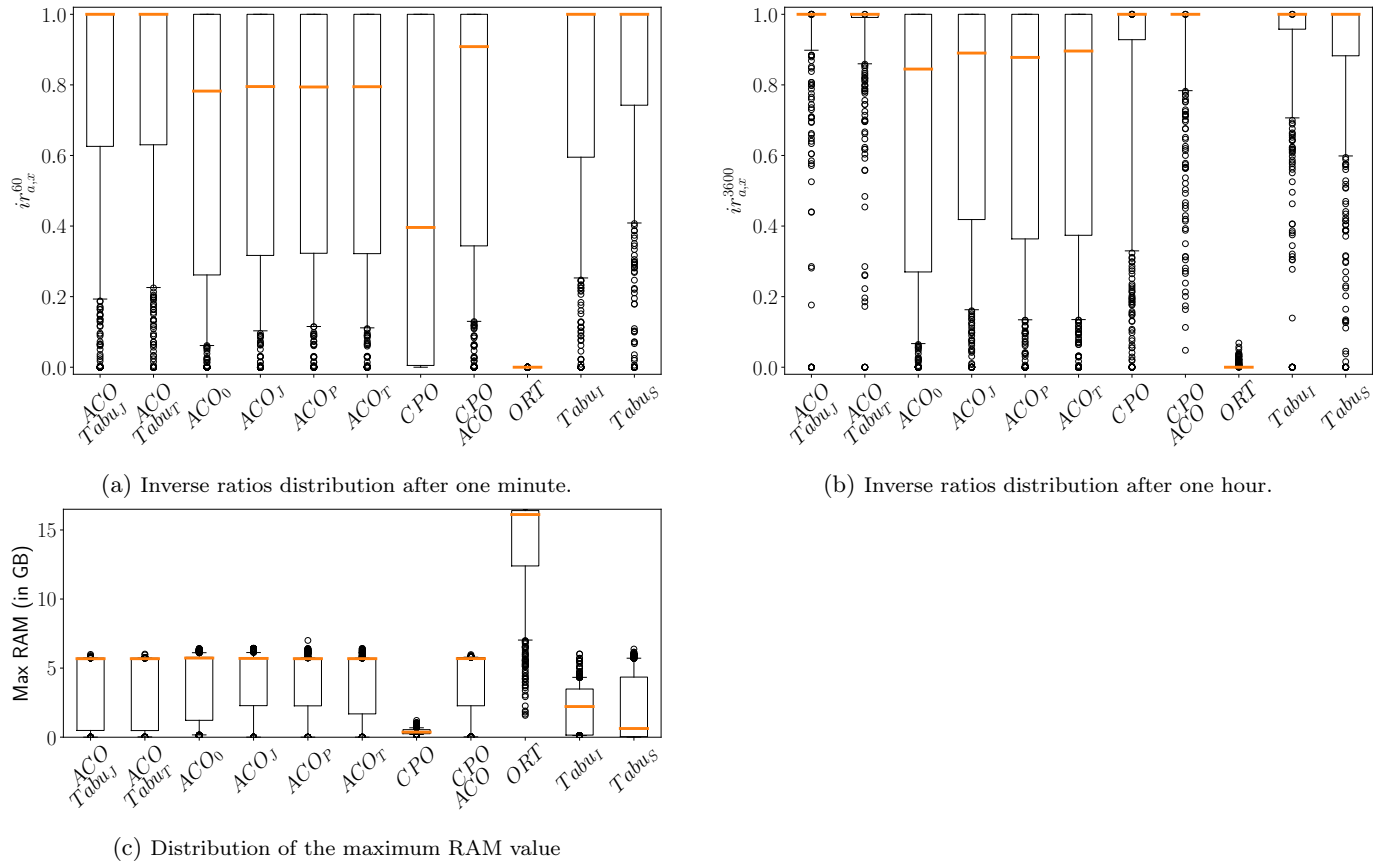 1.0
0.8
0.6
0.4
0.2
0.0
ir^{60}_{a,x}
ACO Tabu_J
ACO Tabu_T
ACO_0
ACO_J
ACO_P
ACO_T
CPO
CPO ACO
ORT
Tabu_I
Tabu_S
(a) Inverse ratios distribution after one minute.
1.0
0.8
0.6
0.4
0.2
0.0
ir^{3600}_{a,x}
ACO Tabu_J
ACO Tabu_T
ACO_0
ACO_J
ACO_P
ACO_T
CPO
CPO ACO
ORT
Tabu_I
Tabu_S
(b) Inverse ratios distribution after one hour.
15
10
5
0
Max RAM (in GB)
ACO Tabu_J
ACO Tabu_T
ACO_0
ACO_J
ACO_P
ACO_T
CPO
CPO ACO
ORT
Tabu_I
Tabu_S
(c) Distribution of the maximum RAM value